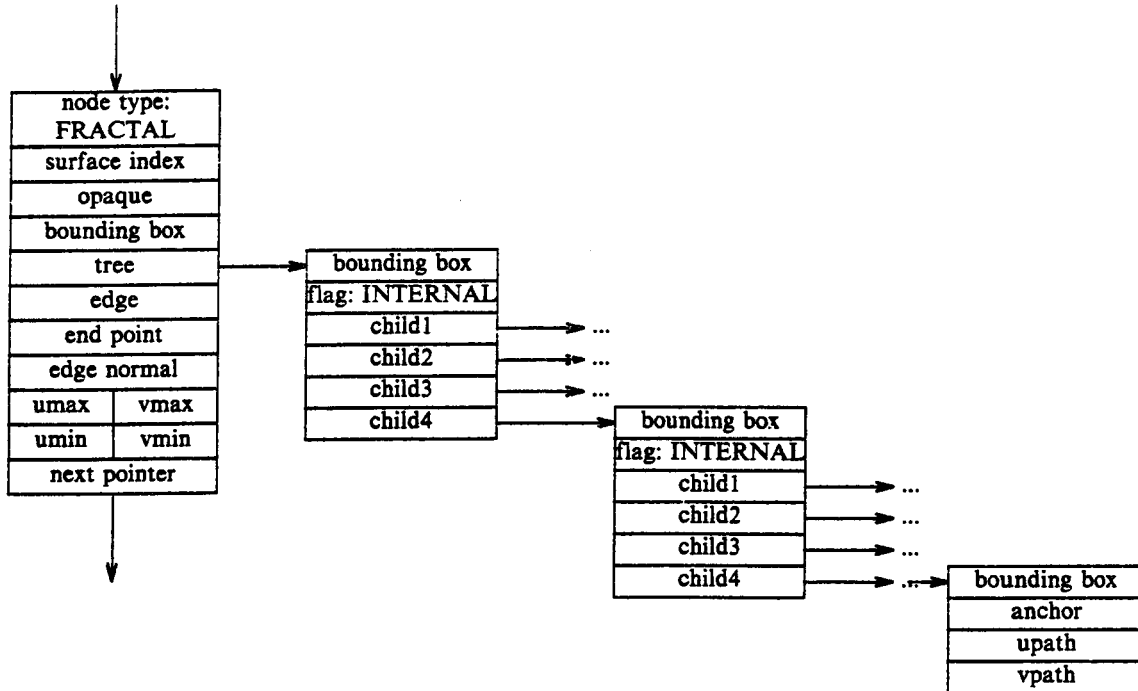 node type:
FRACTAL
surface index
opaque
bounding box
tree
edge
end point
edge normal
umax vmax
umin vmin
next pointer
bounding box
flag: INTERNAL
child1 ...
child2 ...
child3 ...
child4
bounding box
flag: INTERNAL
child1 ...
child2 ...
child3 ...
child4 ...
bounding box
anchor
upath
vpath